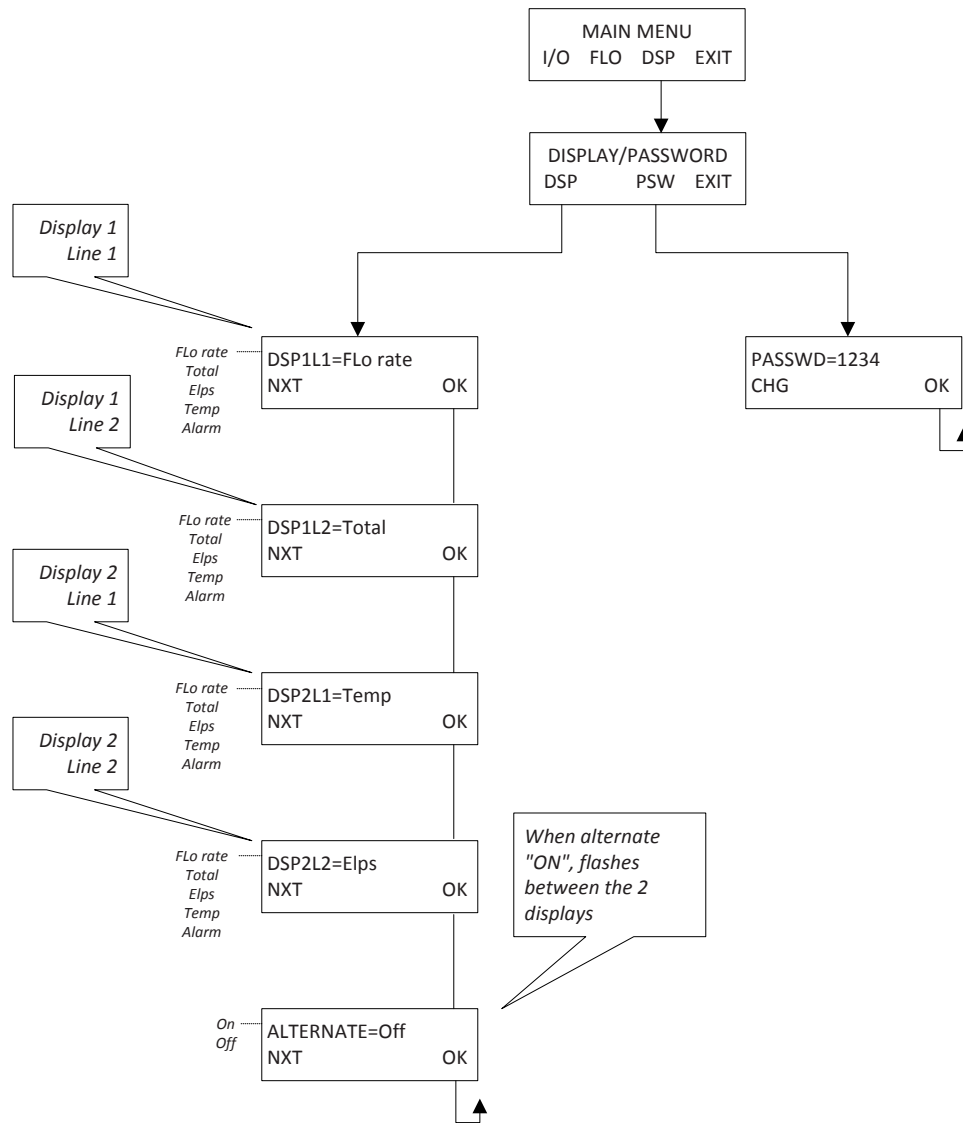 MAIN MENU
I/O FLO DSP EXIT
DISPLAY/PASSWORD
DSP PSW EXIT
Display 1
Line 1
FLo rate
Total
Elps
Temp
Alarm
DSP1L1=FLo rate
NXT OK
PASSWD=1234
CHG OK
Display 1
Line 2
FLo rate
Total
Elps
Temp
Alarm
DSP1L2=Total
NXT OK
Display 2
Line 1
FLo rate
Total
Elps
Temp
Alarm
DSP2L1=Temp
NXT OK
Display 2
Line 2
FLo rate
Total
Elps
Temp
Alarm
DSP2L2=Elps
NXT OK
When alternate
"ON", flashes
between the 2
displays
On
Off
ALTERNATE=Off
NXT OK